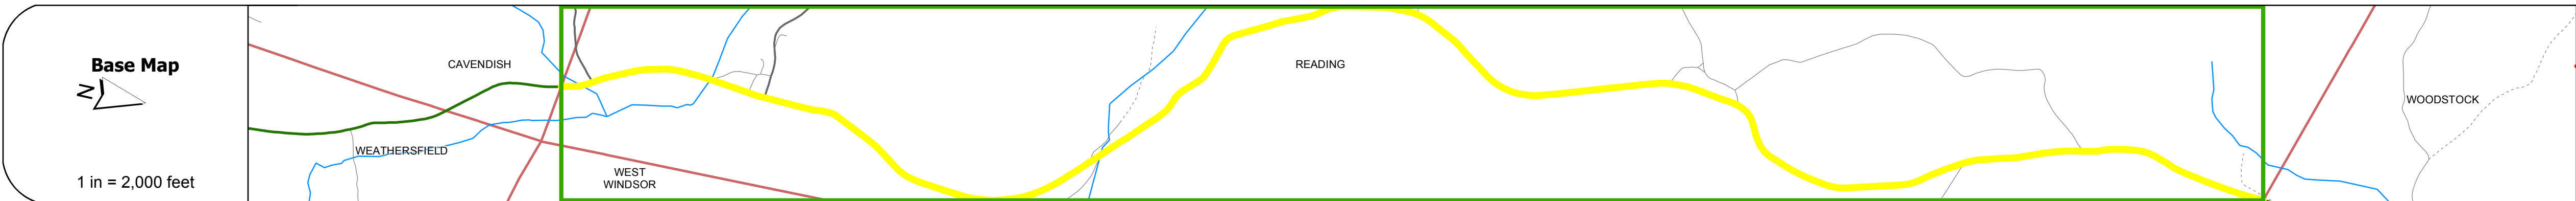 Base Map
N
1 in = 2,000 feet
CAVENDISH
WEATHERSFIELD
WEST
WINDSOR
READING
WOODSTOCK